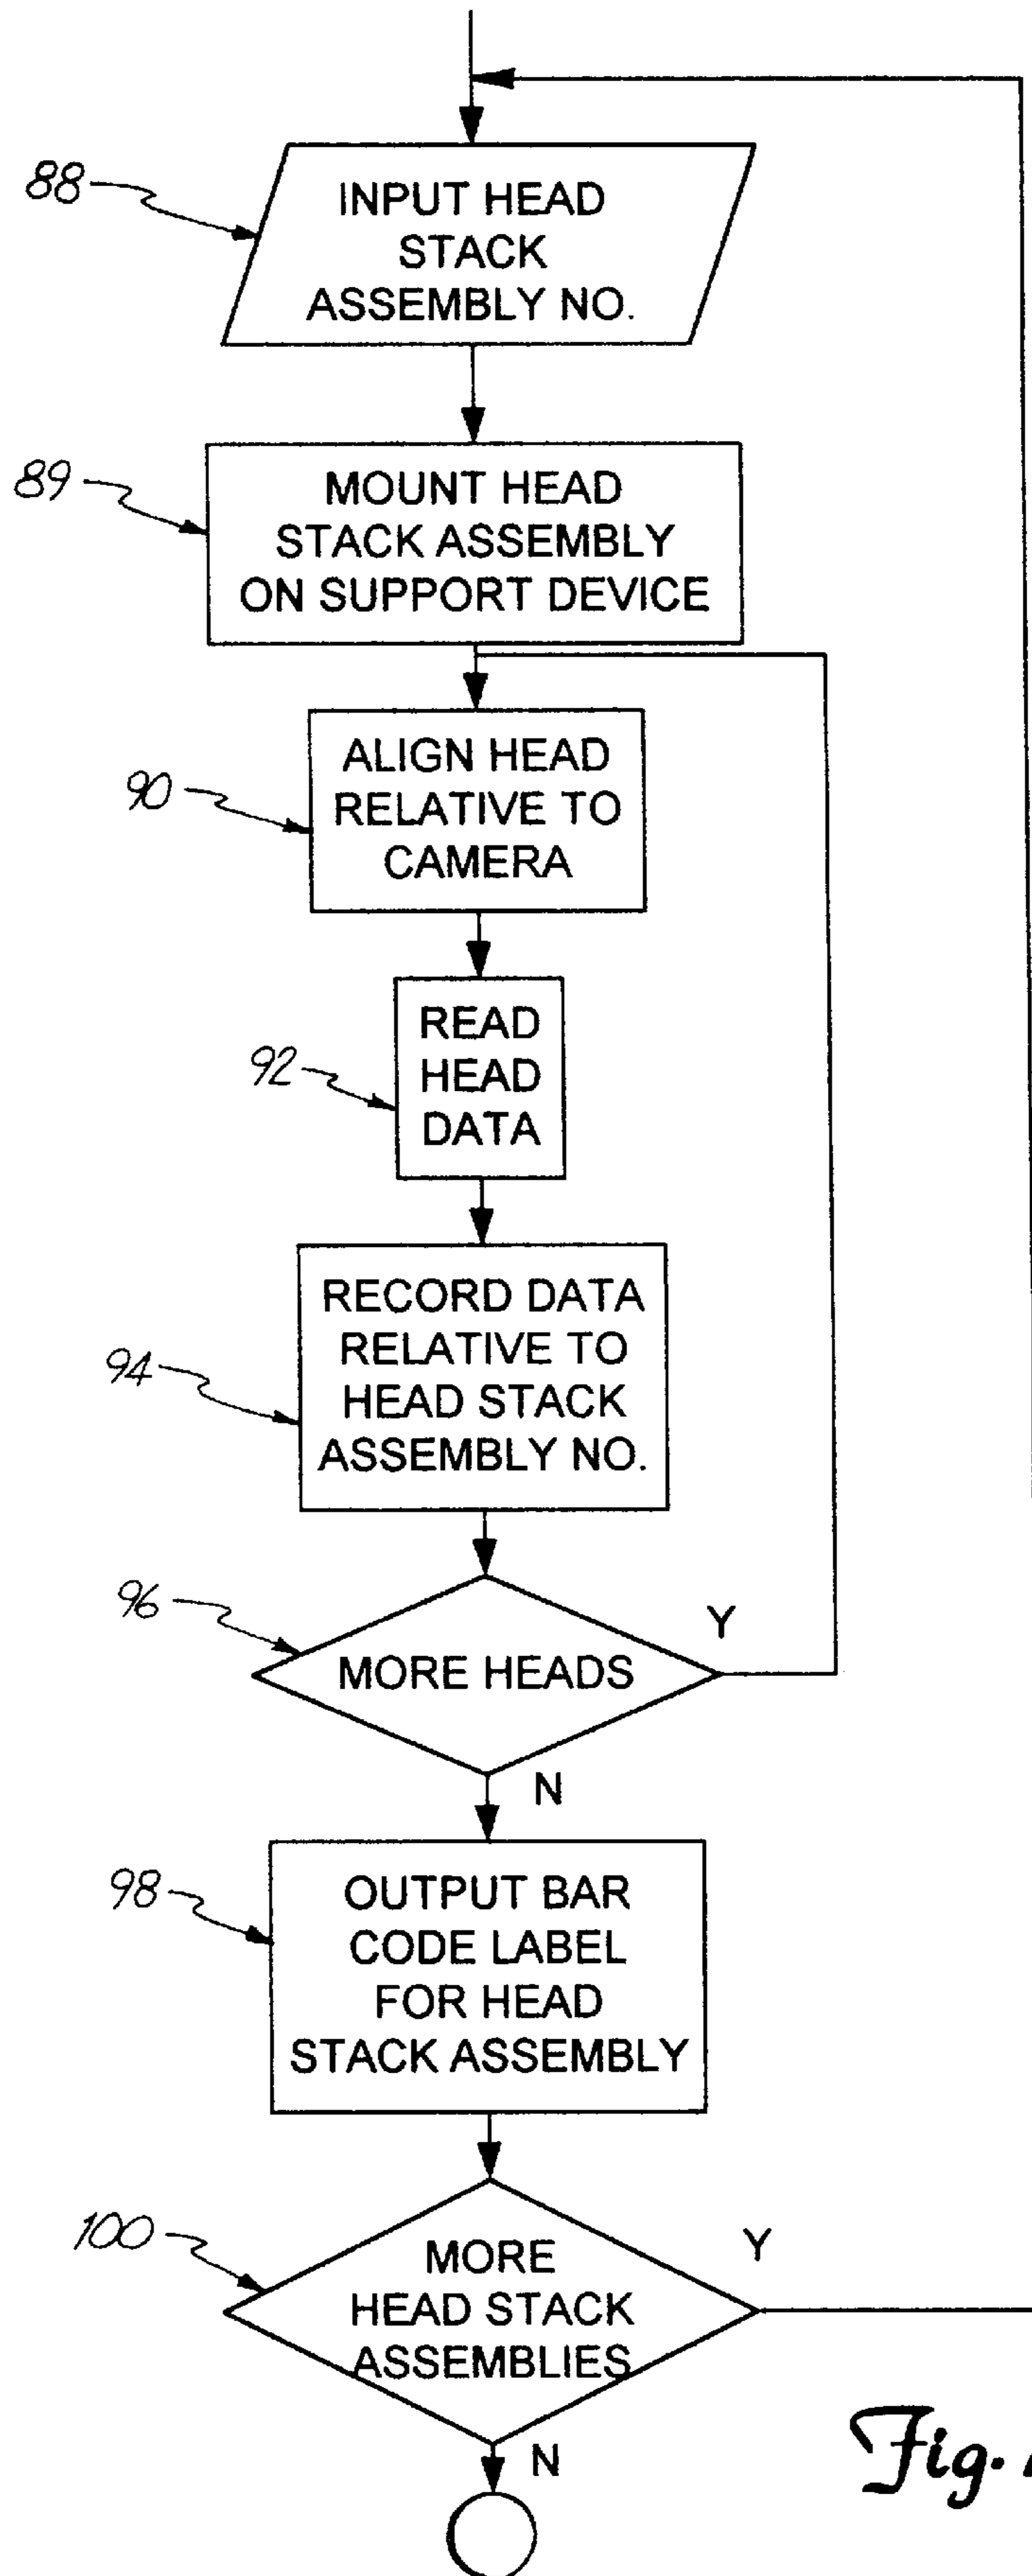 88
INPUT HEAD
STACK
ASSEMBLY NO.
89
MOUNT HEAD
STACK ASSEMBLY
ON SUPPORT DEVICE
90
ALIGN HEAD
RELATIVE TO
CAMERA
92
READ
HEAD
DATA
94
RECORD DATA
RELATIVE TO
HEAD STACK
ASSEMBLY NO.
96
MORE HEADS
Y
N
98
OUTPUT BAR
CODE LABEL
FOR HEAD
STACK ASSEMBLY
100
MORE
HEAD STACK
ASSEMBLIES
Y
N
Fig.